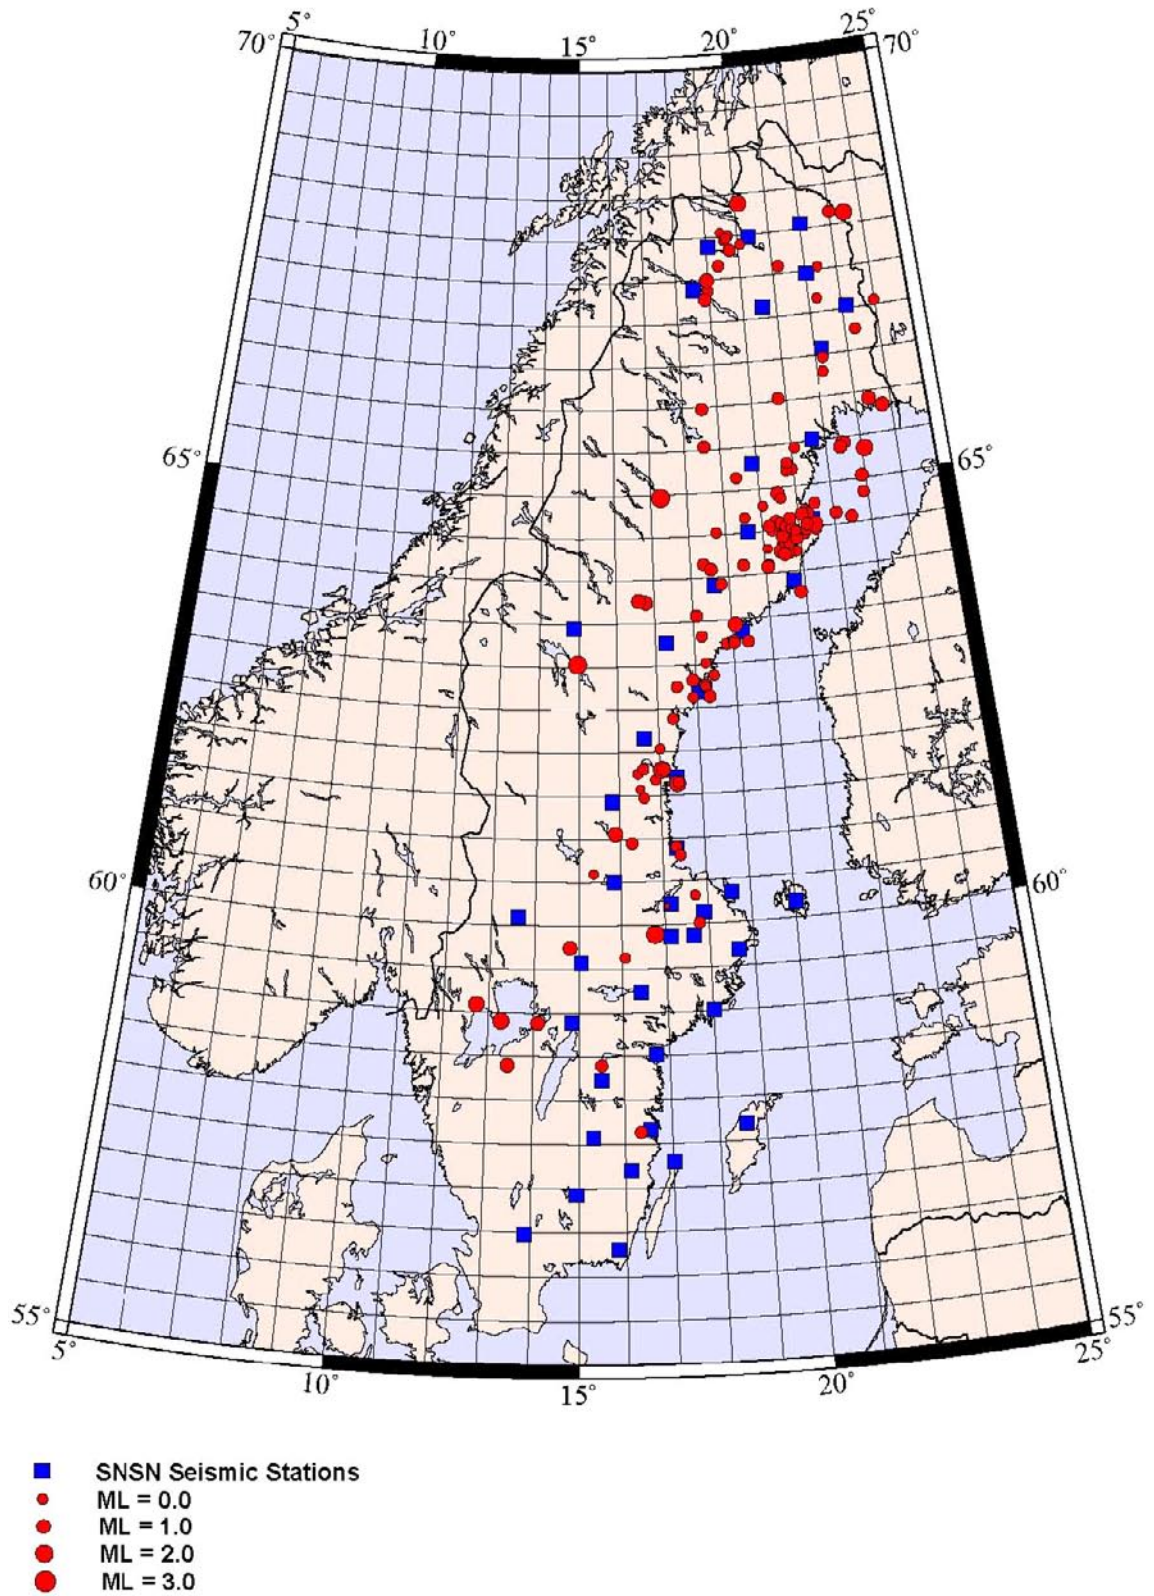 5° 25°
70° 10° 15° 20° 70°
65° 65°
60° 60°
55° 55°
5° 10° 15° 20° 25°
SNSN Seismic Stations
ML = 0.0
ML = 1.0
ML = 2.0
ML = 3.0